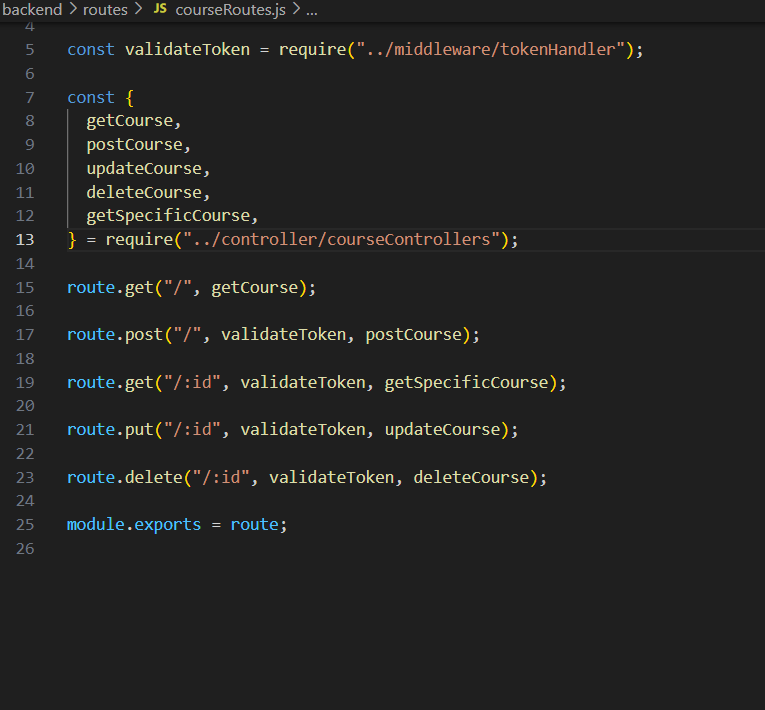 backend > routes > JS courseRoutes.js > ...
4
5 const validateToken = require("../middleware/tokenHandler");
6
7 const {
8   getCourse,
9   postCourse,
10   updateCourse,
11   deleteCourse,
12   getSpecificCourse,
13 } = require("../controller/courseControllers");
14
15 route.get("/", getCourse);
16
17 route.post("/", validateToken, postCourse);
18
19 route.get("/:id", validateToken, getSpecificCourse);
20
21 route.put("/:id", validateToken, updateCourse);
22
23 route.delete("/:id", validateToken, deleteCourse);
24
25 module.exports = route;
26